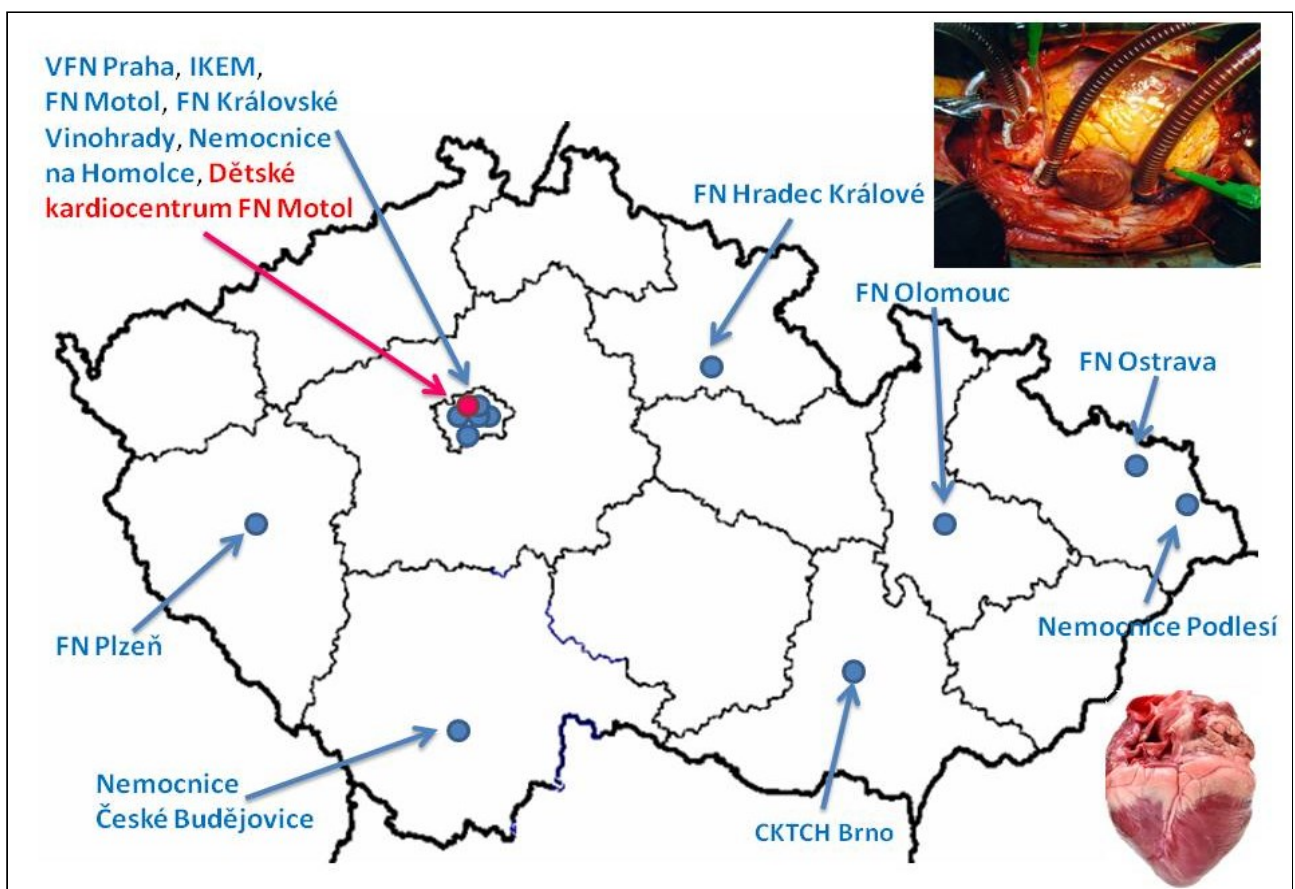 VFN Praha, IKEM,
FN Motol, FN Královské
Vinohrady, Nemocnice
na Homolce, Dětské
kardiocentrum FN Motol
FN Hradec Králové
FN Olomouc
FN Ostrava
Nemocnice Podlesí
FN Plzeň
Nemocnice
České Budějovice
CKTCH Brno